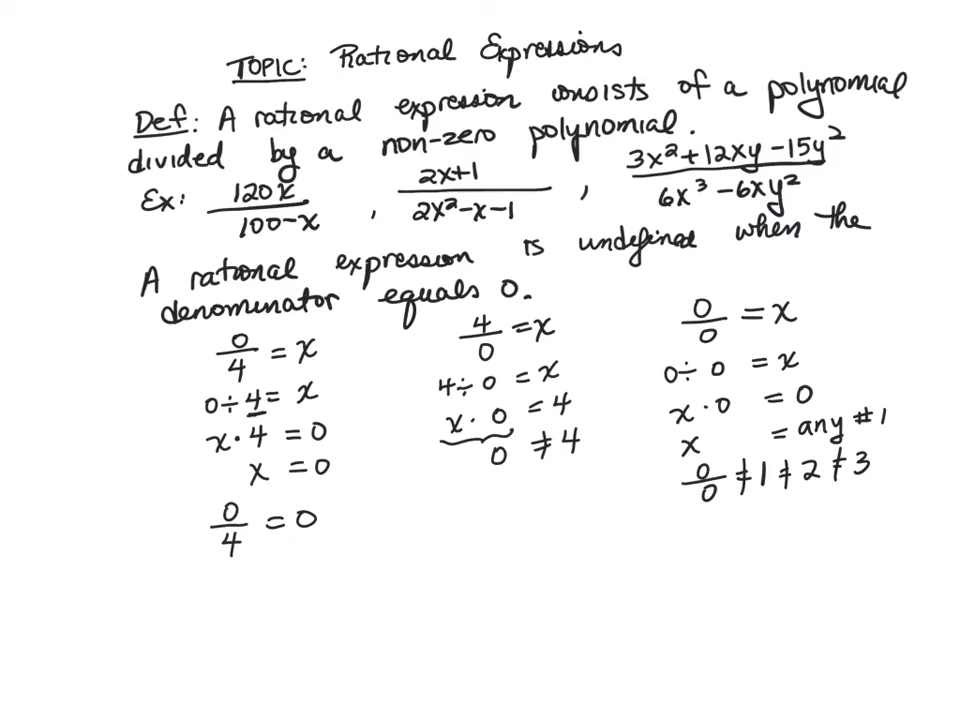 TOPIC: Rational Expressions
Def: A rational expression consists of a polynomial
divided by a non-zero polynomial.
Ex: 120x/100-x , 2x+1/2x²-x-1 , 3x²+12xy-15y²/6x³-6xy²
A rational expression is undefined when the
denominator equals 0.
0/4 = x
0÷4 = x
x·4 = 0
x = 0
0/4 = 0
4/0 = x
4÷0 = x
x·0 = 4
0 ≠ 4
0/0 = x
0÷0 = x
x·0 = 0
x = any #1
0/0 ≠ 1 ≠ 2 ≠ 3